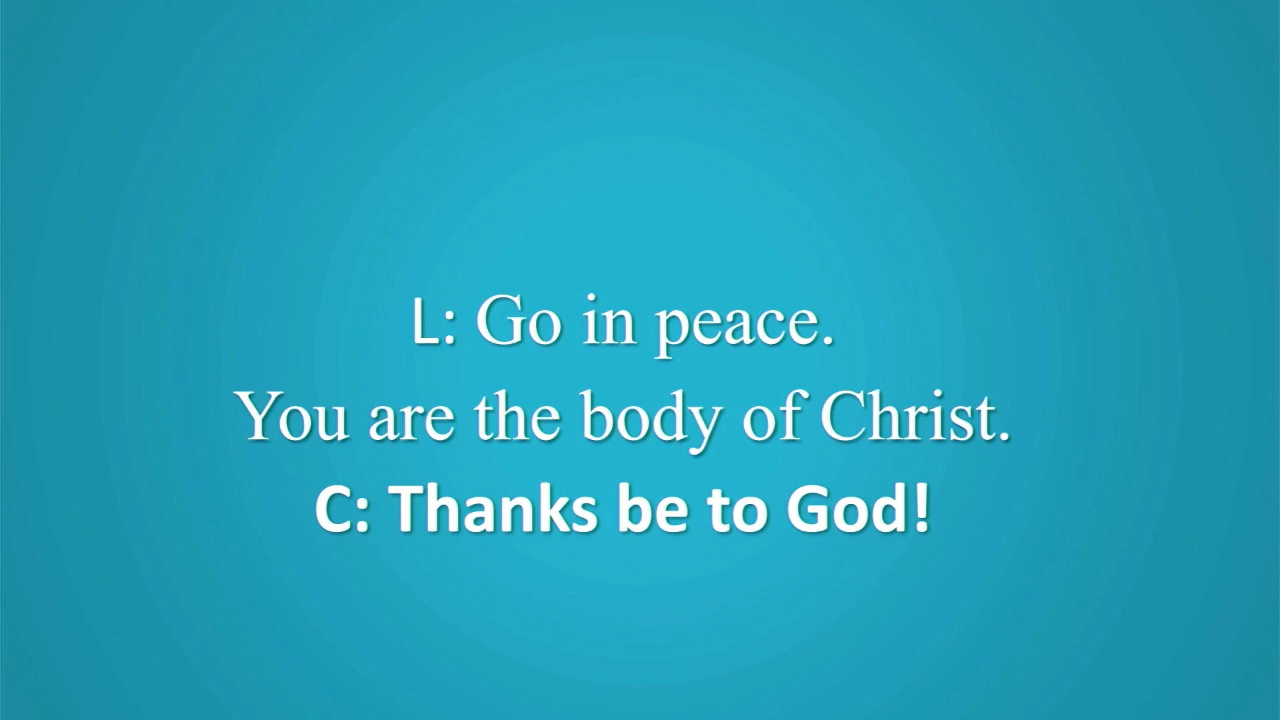 L: Go in peace.
You are the body of Christ.
C: Thanks be to God!